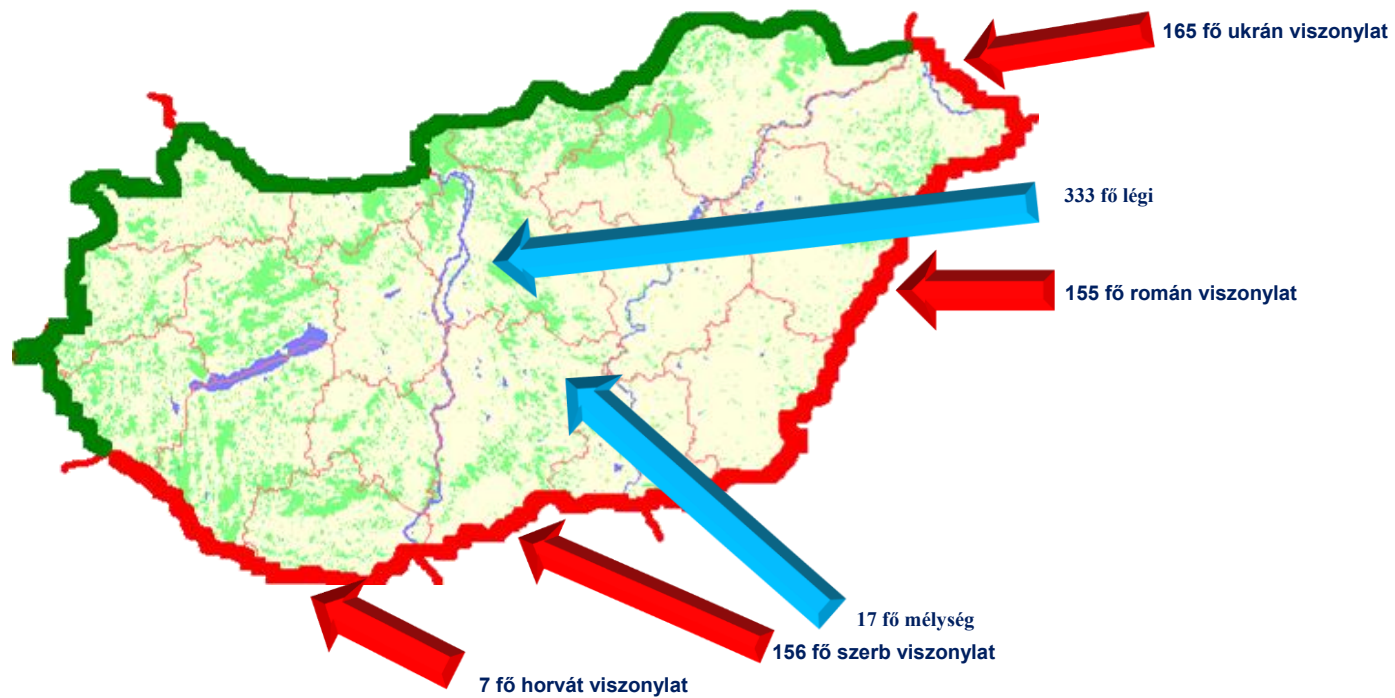 165 fő ukrán viszonylat
333 fő légi
155 fő román viszonylat
17 fő mélység
156 fő szerb viszonylat
7 fő horvát viszonylat